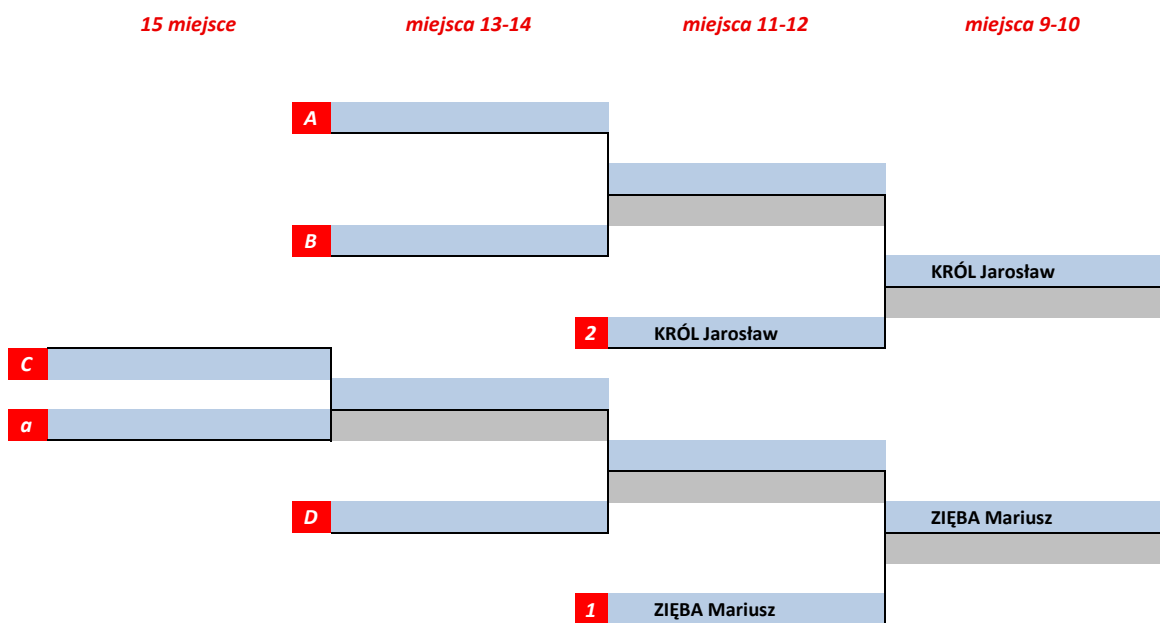 15 miejsce miejsca 13-14 miejsca 11-12 miejsca 9-10
A
B
KRÓL Jarosław
2 KRÓL Jarosław
C
a
D ZIĘBA Mariusz
1 ZIĘBA Mariusz